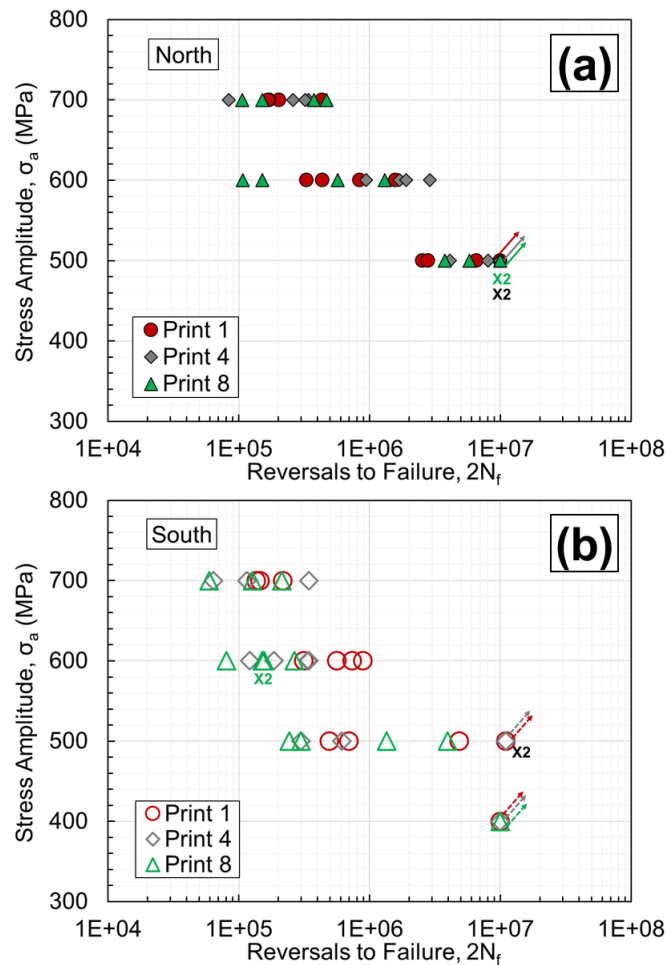 800
North
(a)
700
600
500
X2
X2
400
Print 1
Print 4
Print 8
300
1E+04 1E+05 1E+06 1E+07 1E+08
Stress Amplitude, σa (MPa)
Reversals to Failure, 2Nf
800
South
(b)
700
600
X2
500
X2
400
Print 1
Print 4
Print 8
300
1E+04 1E+05 1E+06 1E+07 1E+08
Stress Amplitude, σa (MPa)
Reversals to Failure, 2Nf